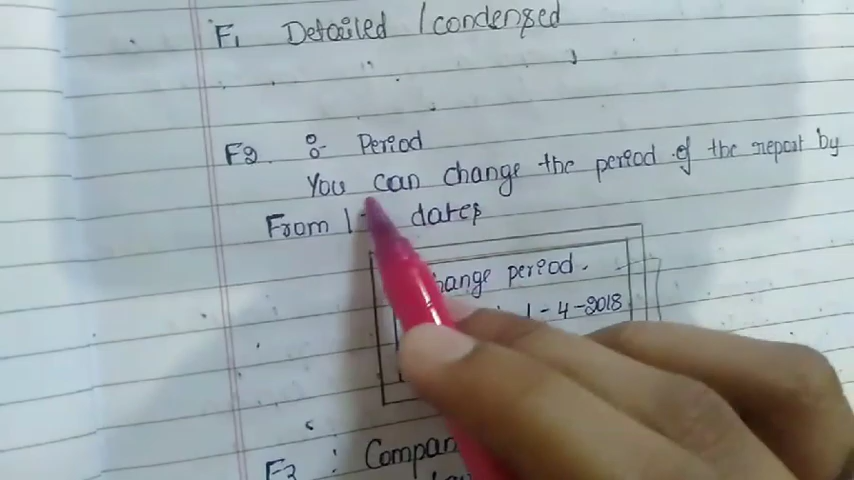 F1 Detailed / condensed
F2 :- Period
You can change the period of the report by
From / dates
hange period.
1-4-2018
F3 : Compan